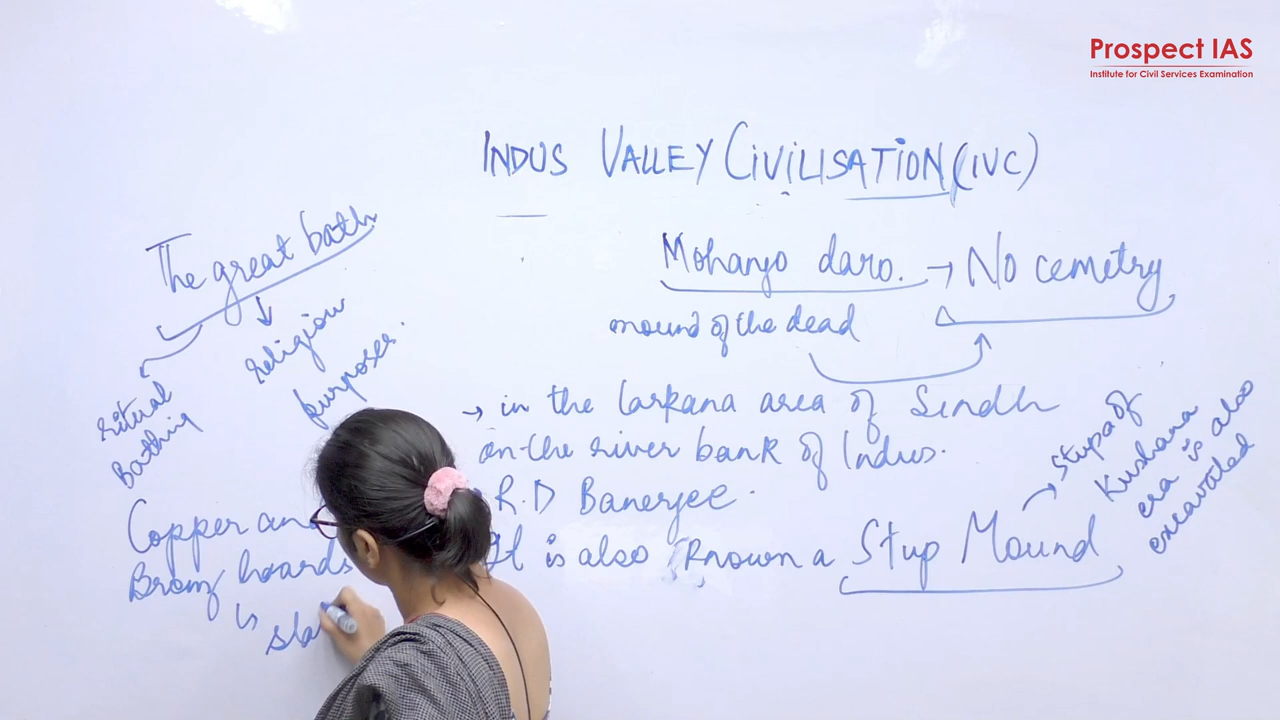 Prospect IAS
Institute for Civil Services Examination
INDUS VALLEY CIVILISATION (IVC)
The great bath
ritual
Bathing
religion
purposes.
Mohanjo daro. → No cemetry
mound of the dead
→ in the larkana area of Sindh
on the river bank of Indus.
R.D Banerjee.
It is also known a Stup Mound
→ Stupa of
Kushana
era is also
excavated
Copper and
Bronz hoards
is